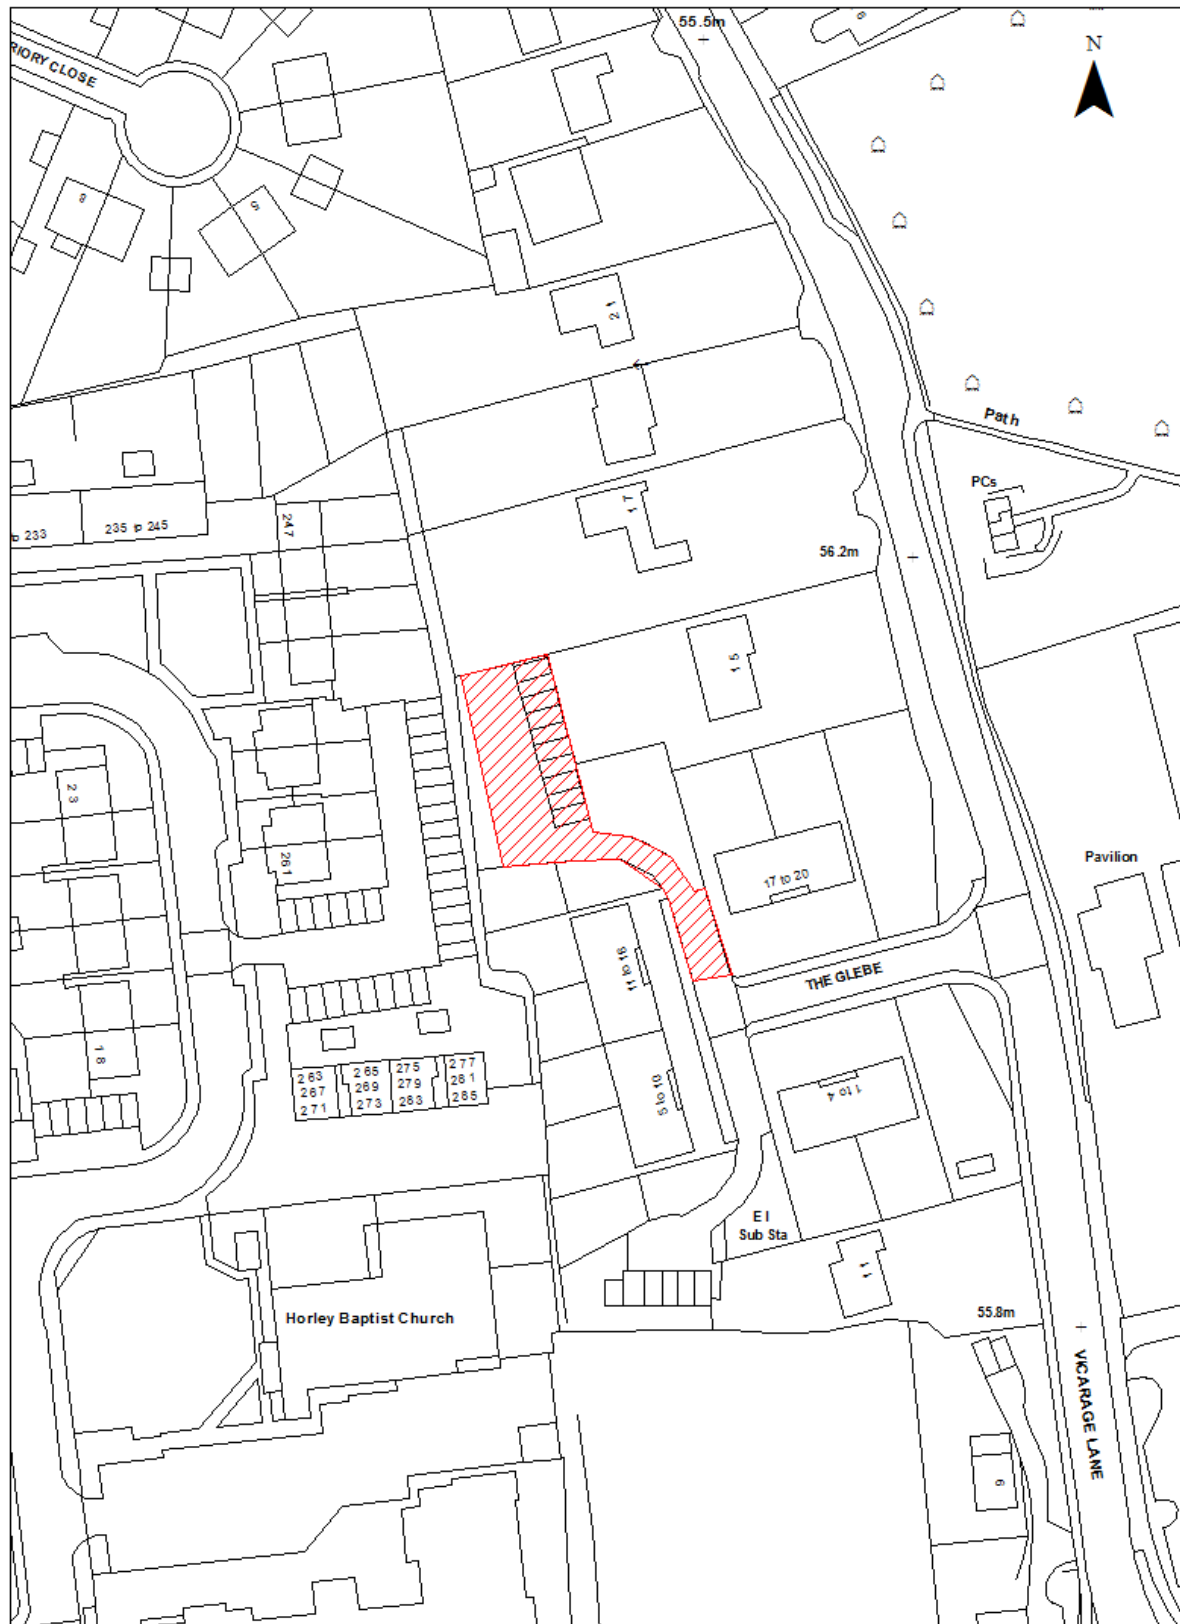 55.5m
N
RIORY CLOSE
8
5
21
Path
PCs
17
247
235 to 245
to 233
56.2m
15
23
261
Pavilion
17 to 20
11 to 16
THE GLEBE
18
263 265 275 277
267 269 279 281
271 273 283 285
5 to 10
1 to 4
El
Sub Sta
11
Horley Baptist Church
55.8m
VICARAGE LANE
9